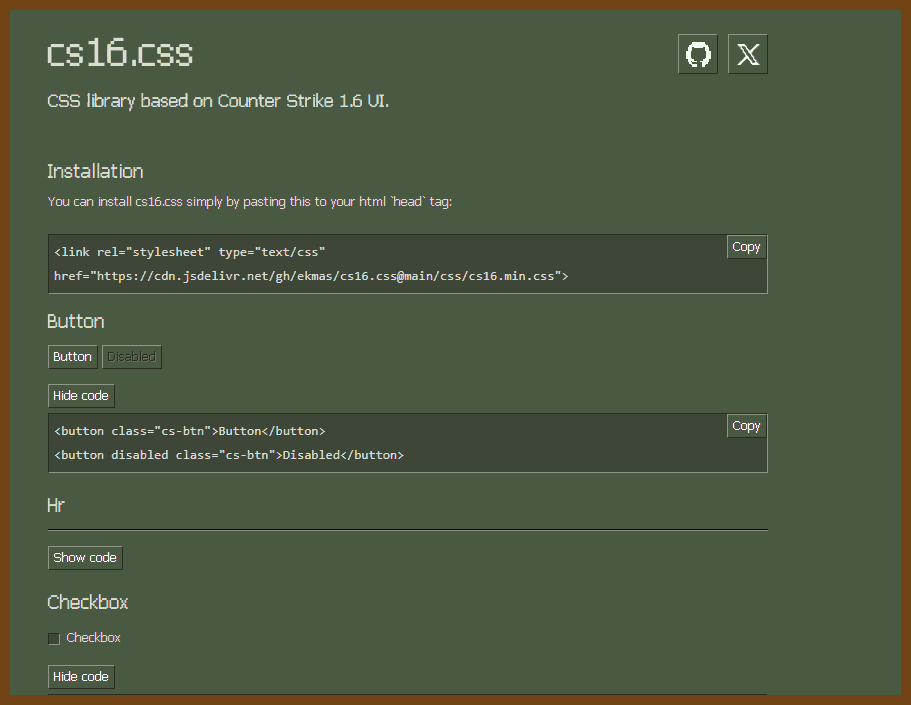 cs16.css
CSS library based on Counter Strike 1.6 UI.
Installation
You can install cs16.css simply by pasting this to your html `head` tag:
Copy
<link rel="stylesheet" type="text/css"
href="https://cdn.jsdelivr.net/gh/ekmas/cs16.css@main/css/cs16.min.css">
Button
Button Disabled
Hide code
Copy
<button class="cs-btn">Button</button>
<button disabled class="cs-btn">Disabled</button>
Hr
Show code
Checkbox
Checkbox
Hide code